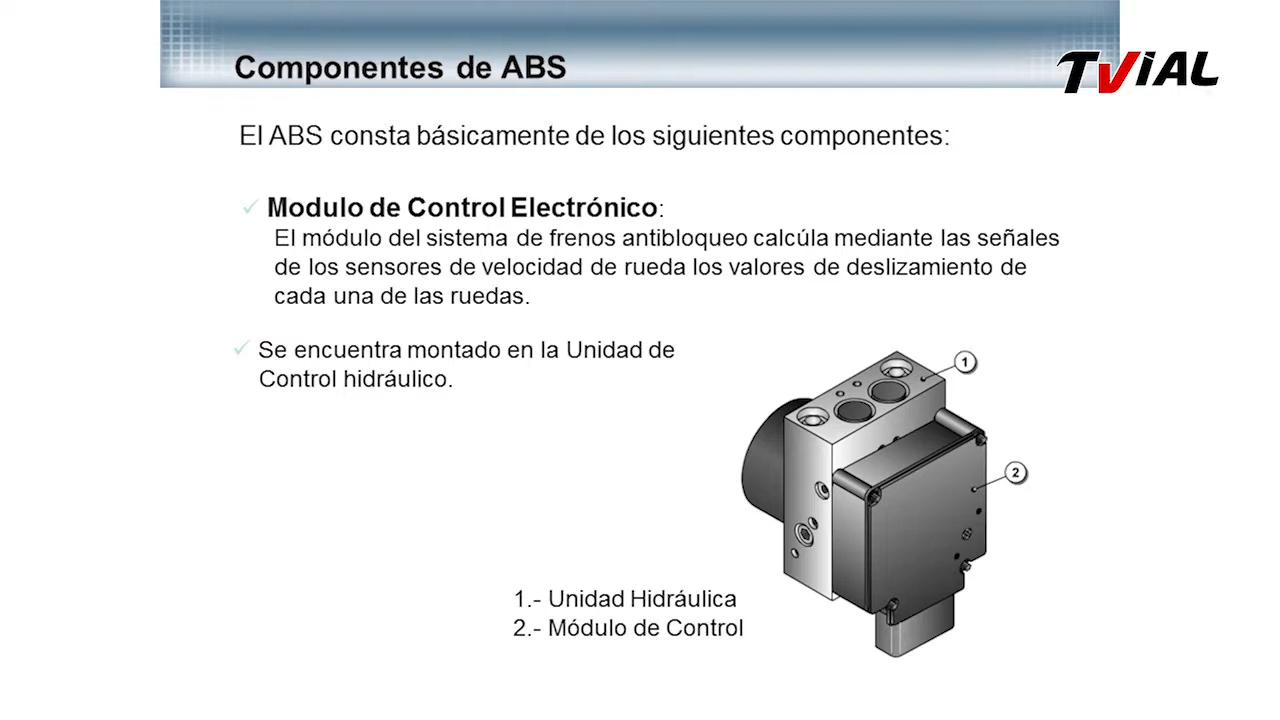 Componentes de ABS
TVIAL
El ABS consta básicamente de los siguientes componentes:
Modulo de Control Electrónico:
El módulo del sistema de frenos antibloqueo calcúla mediante las señales
de los sensores de velocidad de rueda los valores de deslizamiento de
cada una de las ruedas.
Se encuentra montado en la Unidad de
Control hidráulico.
1
2
1.- Unidad Hidráulica
2.- Módulo de Control